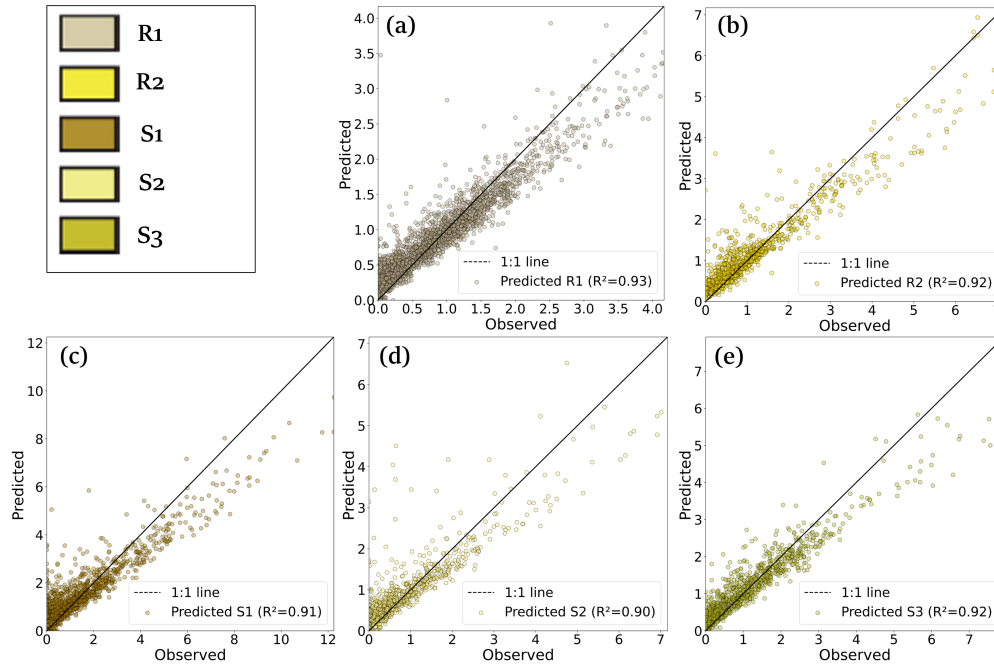 R1
R2
S1
S2
S3
(a)
4.0
3.5
3.0
2.5
2.0
1.5
1.0
0.5
0.0
Predicted
0.0 0.5 1.0 1.5 2.0 2.5 3.0 3.5 4.0
Observed
1:1 line
Predicted R1 (R²=0.93)
(b)
7
6
5
4
3
2
1
0
Predicted
0 1 2 3 4 5 6
Observed
1:1 line
Predicted R2 (R²=0.92)
(c)
12
10
8
6
4
2
0
Predicted
0 2 4 6 8 10 12
Observed
1:1 line
Predicted S1 (R²=0.91)
(d)
7
6
5
4
3
2
1
0
Predicted
0 1 2 3 4 5 6 7
Observed
1:1 line
Predicted S2 (R²=0.90)
(e)
7
6
5
4
3
2
1
0
Predicted
0 1 2 3 4 5 6 7
Observed
1:1 line
Predicted S3 (R²=0.92)